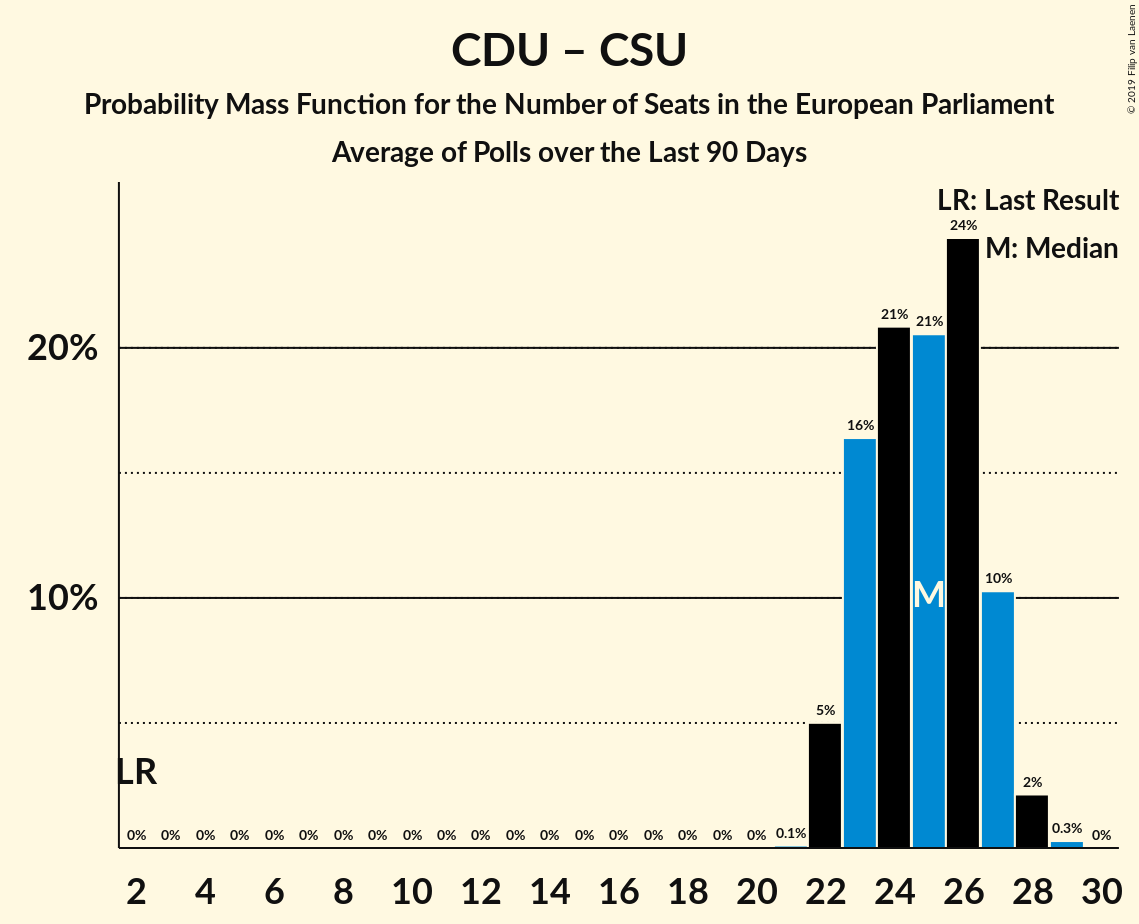 CDU – CSU
Probability Mass Function for the Number of Seats in the European Parliament
Average of Polls over the Last 90 Days
© 2019 Filip van Laenen
LR: Last Result
M: Median
24%
21%
21%
20%
16%
10%
M
10%
5%
LR
2%
0% 0% 0% 0% 0% 0% 0% 0% 0% 0% 0% 0% 0% 0% 0% 0% 0% 0% 0% 0.1% 0.3% 0%
2 4 6 8 10 12 14 16 18 20 22 24 26 28 30